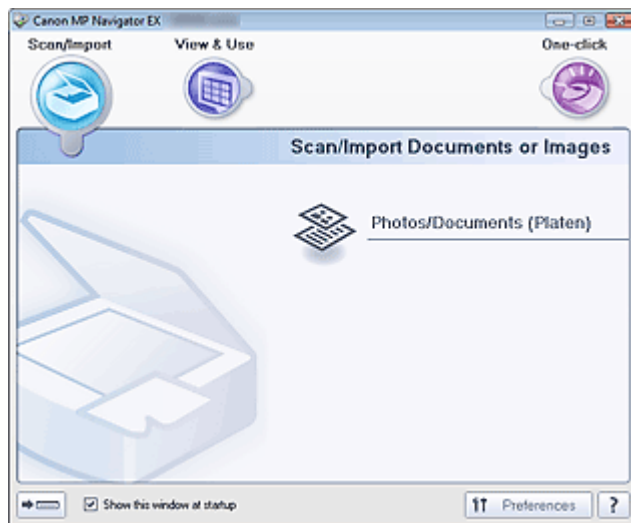 Canon MP Navigator EX
Scan/Import View & Use One-click
Scan/Import Documents or Images
Photos/Documents (Platen)
Show this window at startup Preferences ?